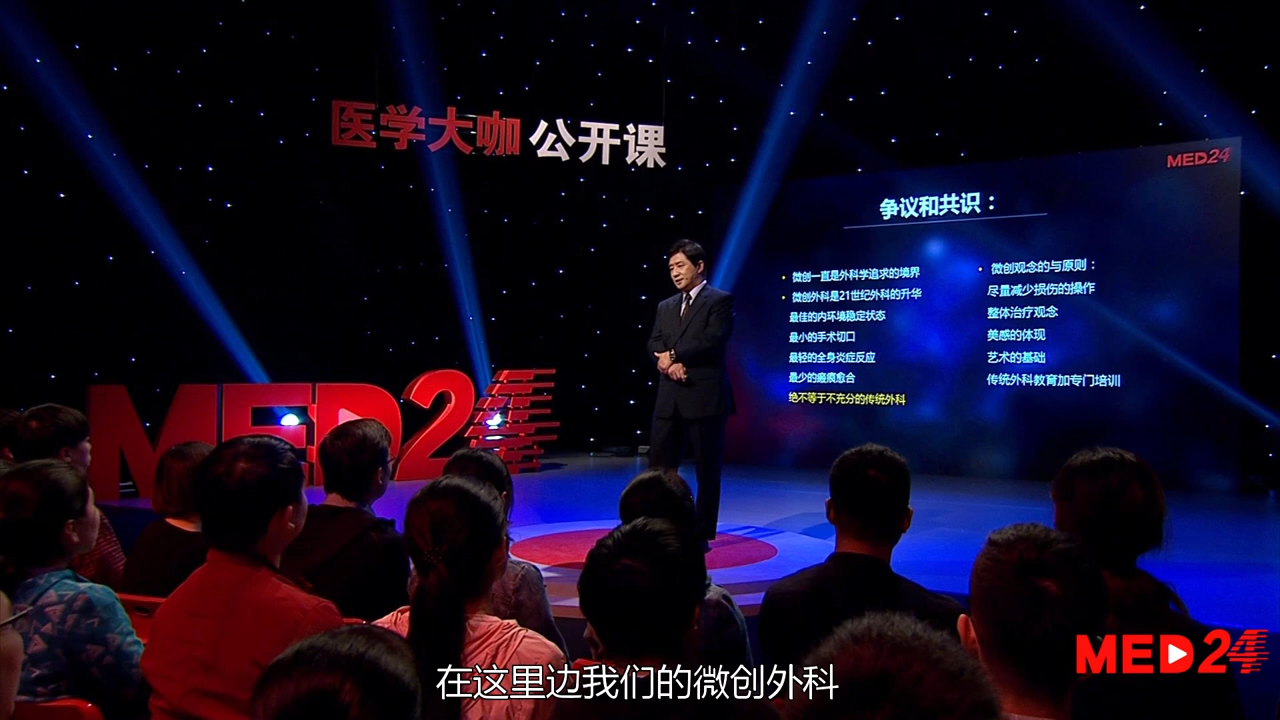 医学大咖 公开课
MED24
争议和共识：
• 微创一直是外科学追求的境界
• 微创外科是21世纪外科的升华
最佳的内环境稳定状态
最小的手术切口
最轻的全身炎症反应
最少的瘢痕愈合
绝不等于不充分的传统外科
• 微创观念的与原则：
尽量减少损伤的操作
整体治疗观念
美感的体现
艺术的基础
传统外科教育加专门培训
MED24
在这里边我们的微创外科
MED24